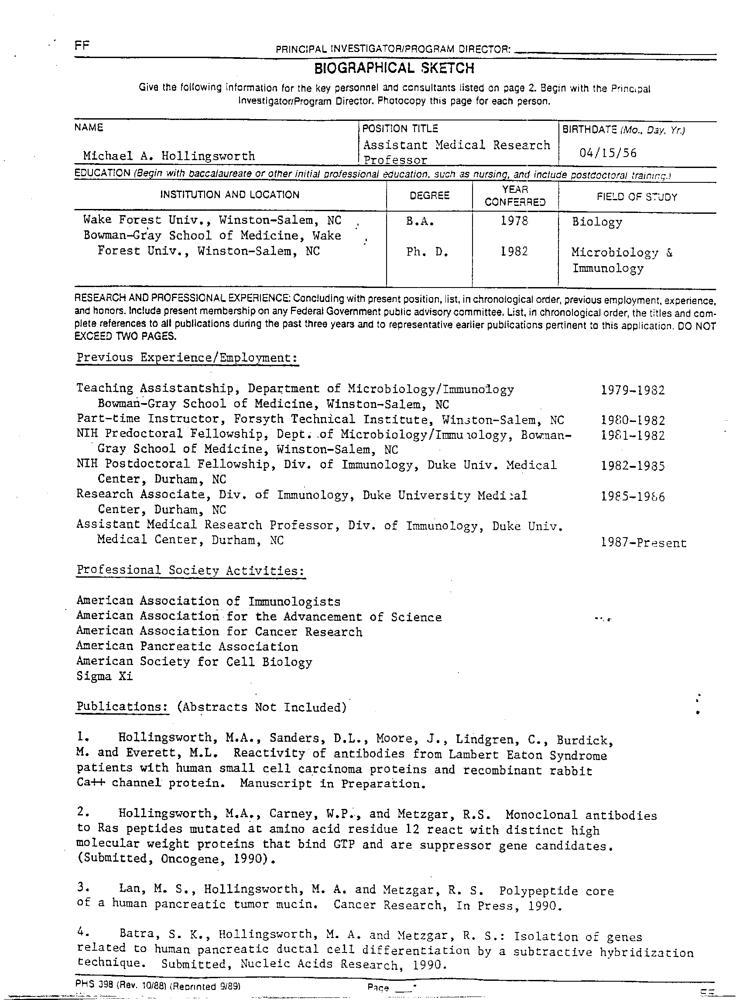 FF
PRINCIPAL INVESTIGATOR/PROGRAM DIRECTOR:
BIOGRAPHICAL SKETCH
Give the following information for the key personnel and consultants listed on page 2. Begin with the Principal
Investigator/Program Director. Photocopy this page for each person.
NAME POSITION TITLE BIRTHDATE (Mo., Day, Yr.)
Michael A. Hollingsworth Assistant Medical Research Professor 04/15/56
EDUCATION (Begin with baccalaureate or other initial professional education, such as nursing, and include postdoctoral training.)
INSTITUTION AND LOCATION DEGREE YEAR CONFERRED FIELD OF STUDY
Wake Forest Univ., Winston-Salem, NC B.A. 1978 Biology
Bowman-Gray School of Medicine, Wake
Forest Univ., Winston-Salem, NC Ph. D. 1982 Microbiology &
Immunology
RESEARCH AND PROFESSIONAL EXPERIENCE: Concluding with present position, list, in chronological order, previous employment, experience,
and honors. Include present membership on any Federal Government public advisory committee. List, in chronological order, the titles and com-
plete references to all publications during the past three years and to representative earlier publications pertinent to this application. DO NOT
EXCEED TWO PAGES.
Previous Experience/Employment:
Teaching Assistantship, Department of Microbiology/Immunology 1979-1982
Bowman-Gray School of Medicine, Winston-Salem, NC
Part-time Instructor, Forsyth Technical Institute, Winston-Salem, NC 1980-1982
NIH Predoctoral Fellowship, Dept. of Microbiology/Immunology, Bowman- 1981-1982
Gray School of Medicine, Winston-Salem, NC
NIH Postdoctoral Fellowship, Div. of Immunology, Duke Univ. Medical 1982-1985
Center, Durham, NC
Research Associate, Div. of Immunology, Duke University Medical 1985-1986
Center, Durham, NC
Assistant Medical Research Professor, Div. of Immunology, Duke Univ.
Medical Center, Durham, NC 1987-Present
Professional Society Activities:
American Association of Immunologists
American Association for the Advancement of Science
American Association for Cancer Research
American Pancreatic Association
American Society for Cell Biology
Sigma Xi
Publications: (Abstracts Not Included)
1. Hollingsworth, M.A., Sanders, D.L., Moore, J., Lindgren, C., Burdick,
M. and Everett, M.L. Reactivity of antibodies from Lambert Eaton Syndrome
patients with human small cell carcinoma proteins and recombinant rabbit
Ca++ channel protein. Manuscript in Preparation.
2. Hollingsworth, M.A., Carney, W.P., and Metzgar, R.S. Monoclonal antibodies
to Ras peptides mutated at amino acid residue 12 react with distinct high
molecular weight proteins that bind GTP and are suppressor gene candidates.
(Submitted, Oncogene, 1990).
3. Lan, M. S., Hollingsworth, M. A. and Metzgar, R. S. Polypeptide core
of a human pancreatic tumor mucin. Cancer Research, In Press, 1990.
4. Batra, S. K., Hollingsworth, M. A. and Metzgar, R. S.: Isolation of genes
related to human pancreatic ductal cell differentiation by a subtractive hybridization
technique. Submitted, Nucleic Acids Research, 1990.
PHS 398 (Rev. 10/88) (Reprinted 9/89) Page
FF